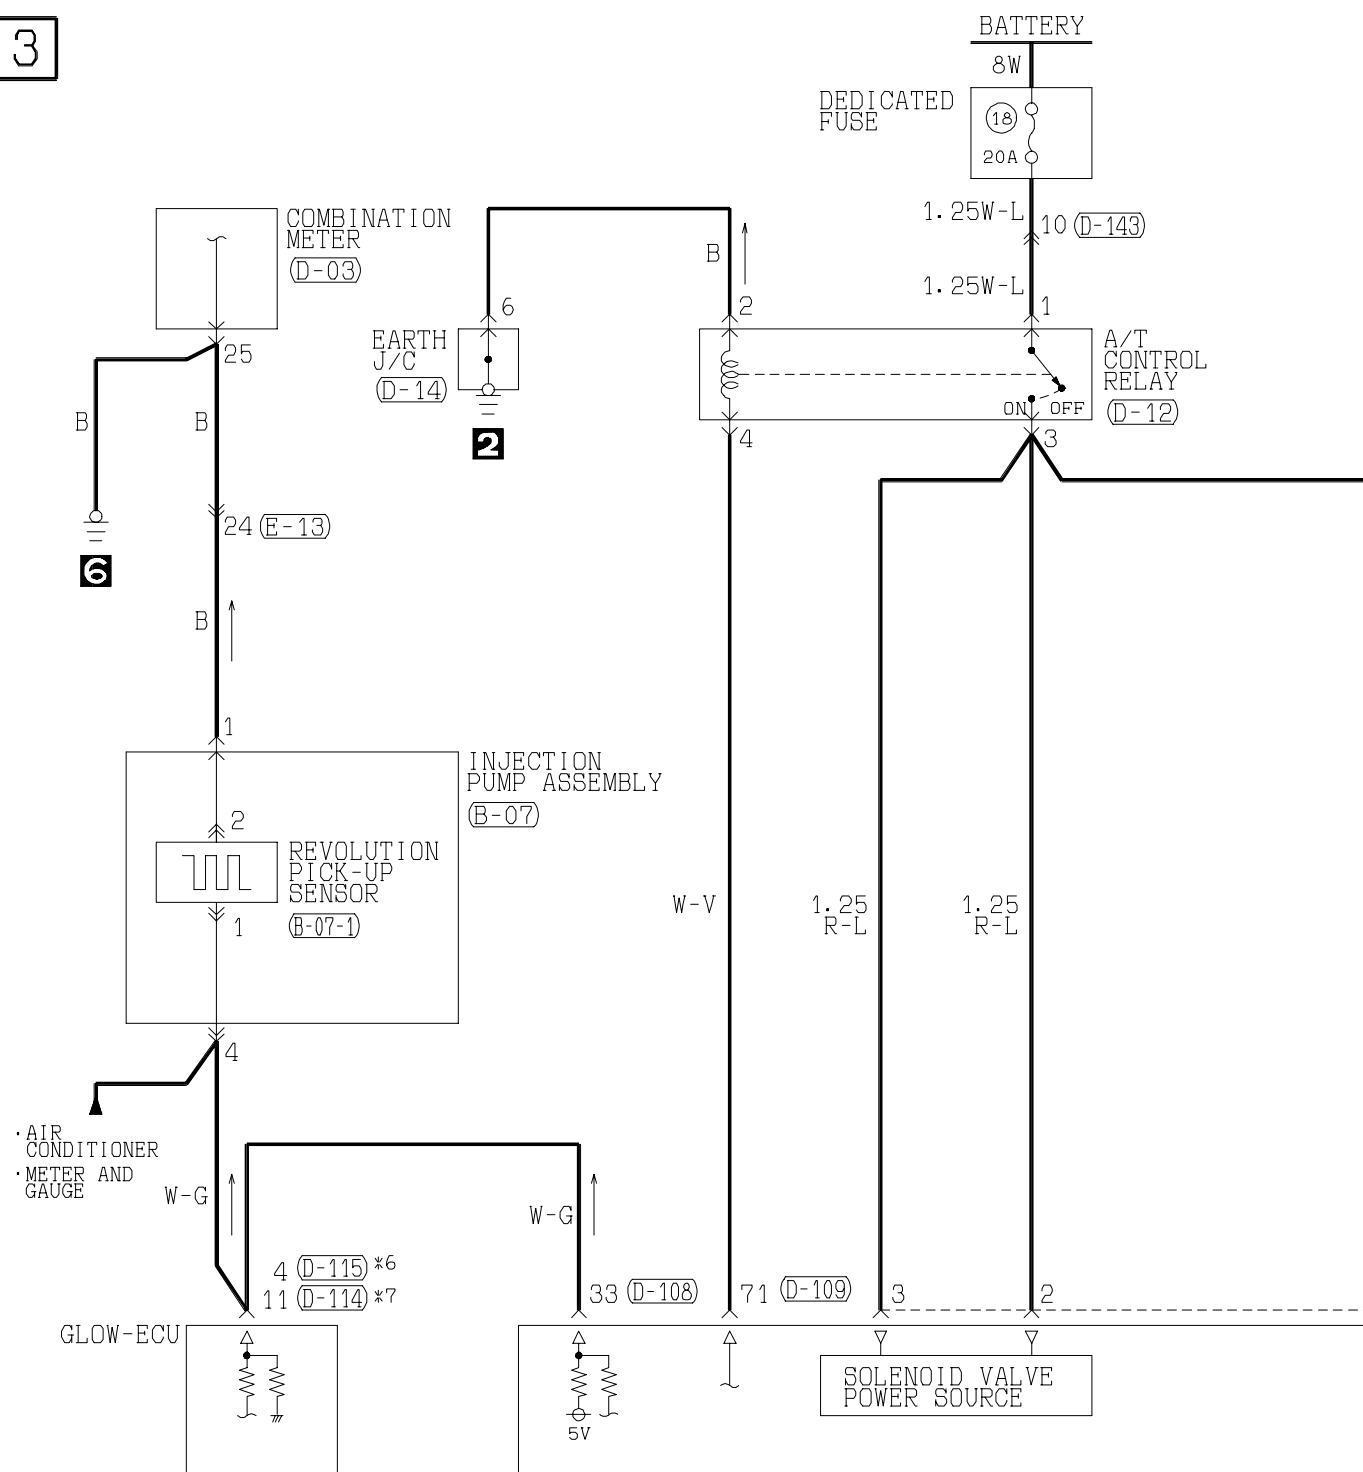 3
BATTERY
8W
DEDICATED
FUSE
18
20A
1.25W-L
10 (D-143)
1.25W-L
1
COMBINATION
METER
(D-03)
25
B
B
24 (E-13)
6
B
1
B
2
6
EARTH
J/C
(D-14)
2
A/T
CONTROL
RELAY
(D-12)
ON OFF
4
3
INJECTION
PUMP ASSEMBLY
(B-07)
2
REVOLUTION
PICK-UP
SENSOR
(B-07-1)
1
4
W-V
1.25
R-L
1.25
R-L
·AIR
CONDITIONER
·METER AND
GAUGE
W-G
W-G
4 (D-115)*6
11 (D-114)*7
33 (D-108)
71 (D-109)
3
2
GLOW-ECU
5V
SOLENOID VALVE
POWER SOURCE